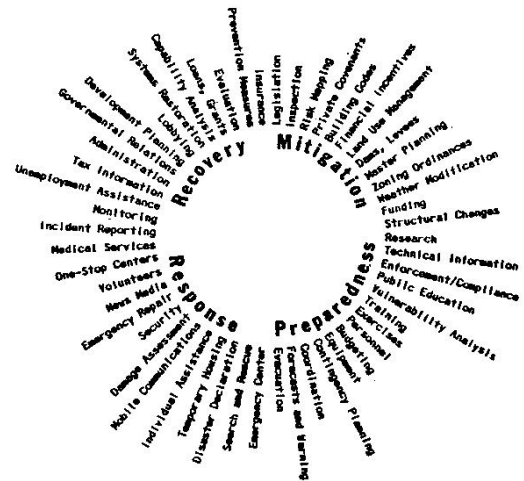 Mitigation
Legislation
Inspection
Risk Mapping
Private Covenants
Building Codes
Financial Incentives
Land Use Management
Dams, Levees
Master Planning
Zoning Ordinances
Weather Modification
Funding
Structural Changes
Research
Technical Information
Preparedness
Enforcement/Compliance
Public Education
Vulnerability Analysis
Training
Exercises
Personnel
Budgeting
Equipment
Contingency Planning
Coordination
Forecasts and Warning
Evacuation
Response
Emergency Center
Search and Rescue
Disaster Declaration
Temporary Housing
Individual Assistance
Mobile Communications
Damage Assessment
Security
Emergency Repair
News Media
Volunteers
One-Stop Centers
Medical Services
Recovery
Incident Reporting
Monitoring
Unemployment Assistance
Tax Information
Administration
Governmental Relations
Development Planning
Lobbying
Systems Restoration
Capability Analysis
Loans, Grants
Evaluation
Prevention Measures
Insurance